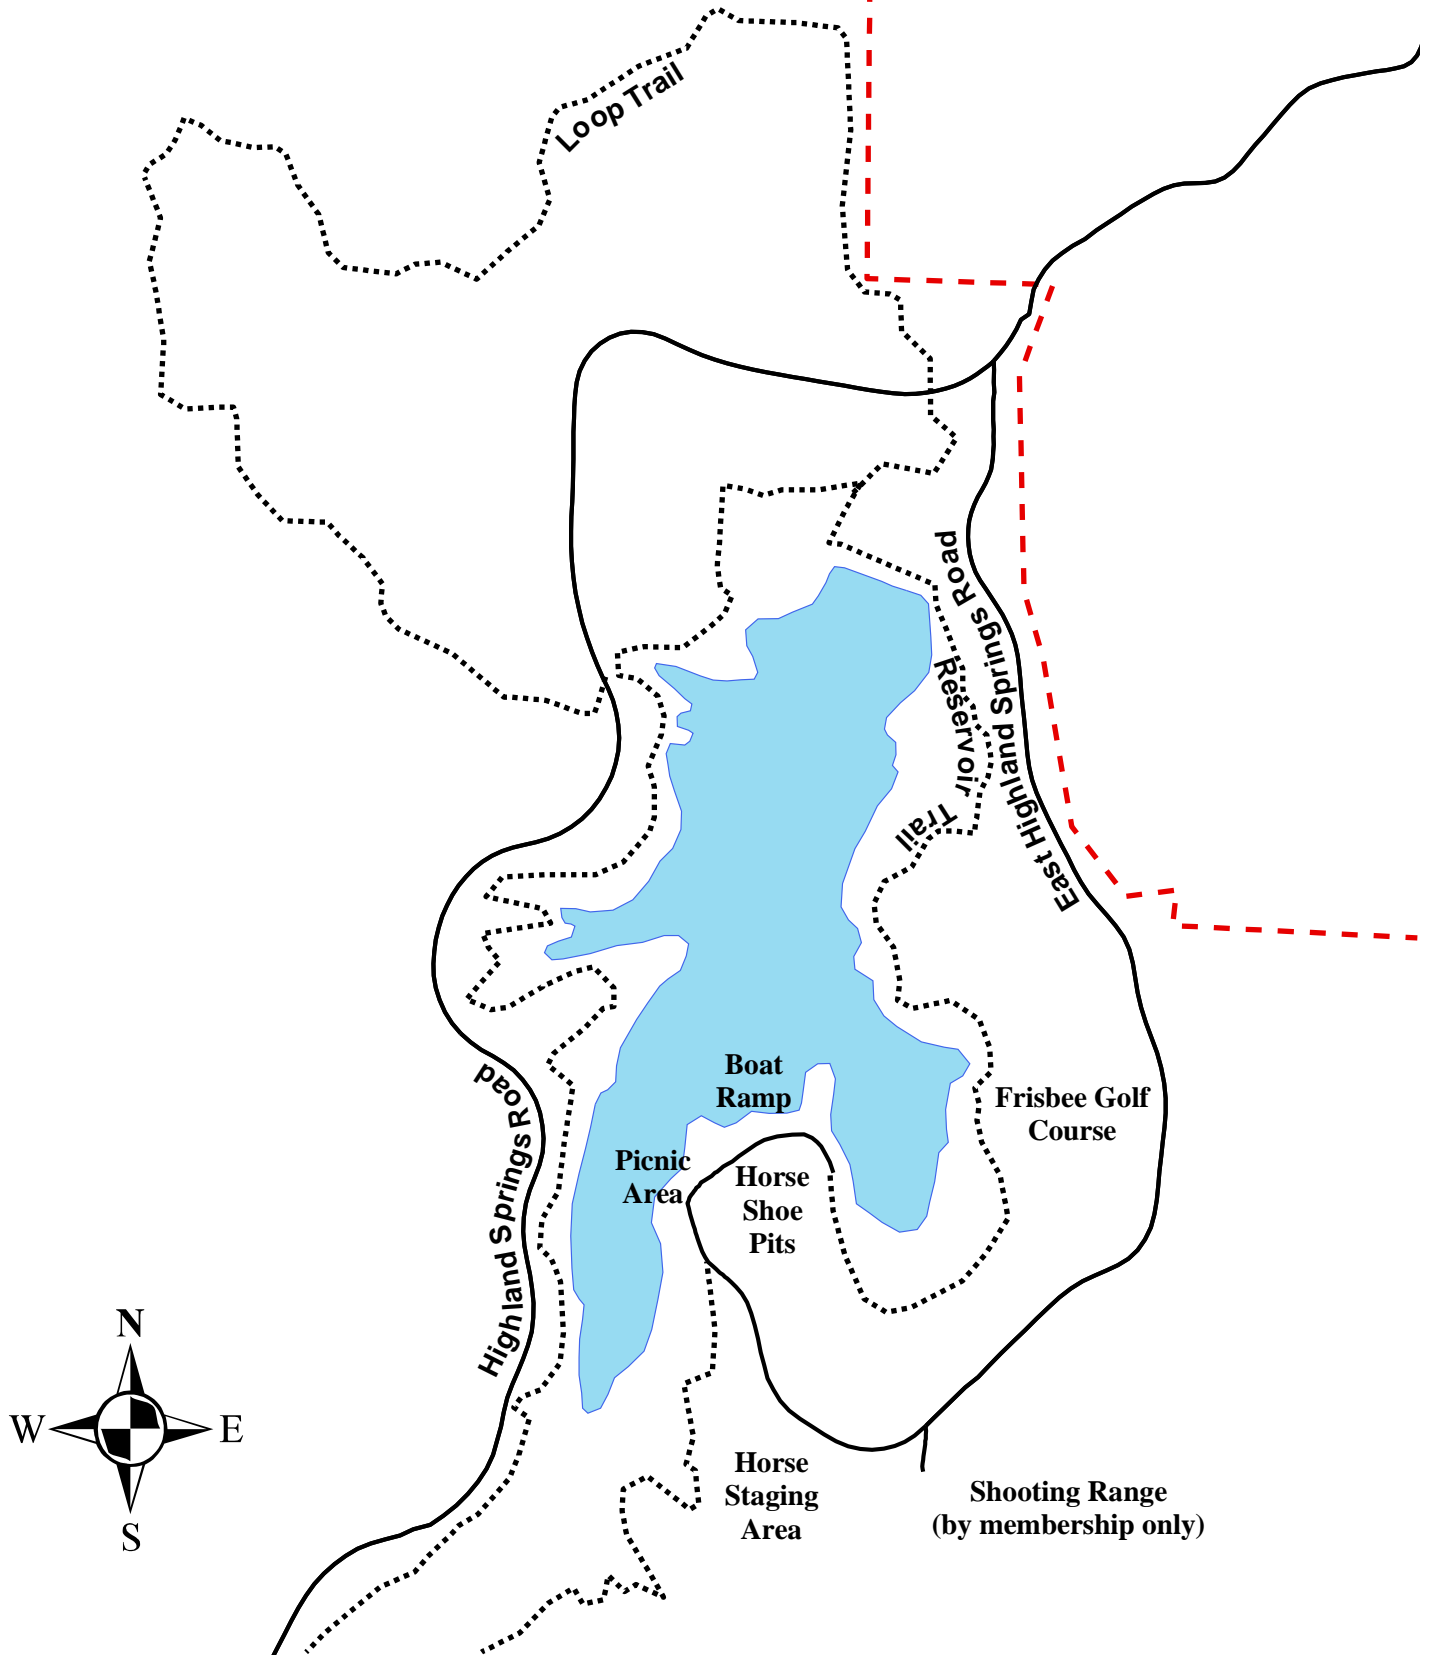 Loop Trail
East Highland Springs Road
Reservoir
Trail
Boat
Ramp
Frisbee Golf
Course
Highland Springs Road
Picnic
Area
Horse
Shoe
Pits
N
W
E
S
Horse
Staging
Area
Shooting Range
(by membership only)